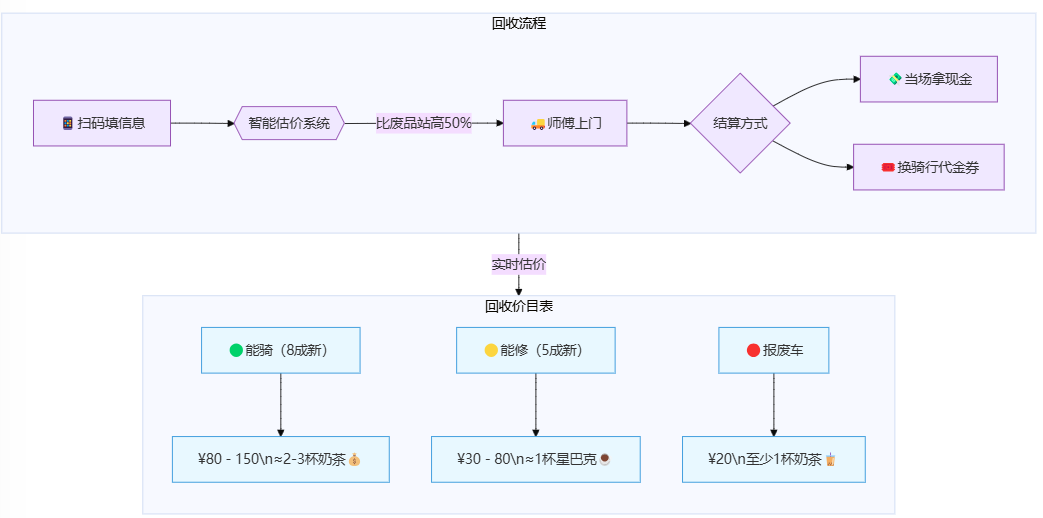 回收流程
📱扫码填信息
智能估价系统
比废品站高50%
🚚师傅上门
结算方式
💸当场拿现金
🎟️换骑行代金券
实时估价
回收价目表
🟢能骑（8成新）
🟡能修（5成新）
🔴报废车
¥80 - 150\n≈2-3杯奶茶💰
¥30 - 80\n≈1杯星巴克☕
¥20\n至少1杯奶茶🧋